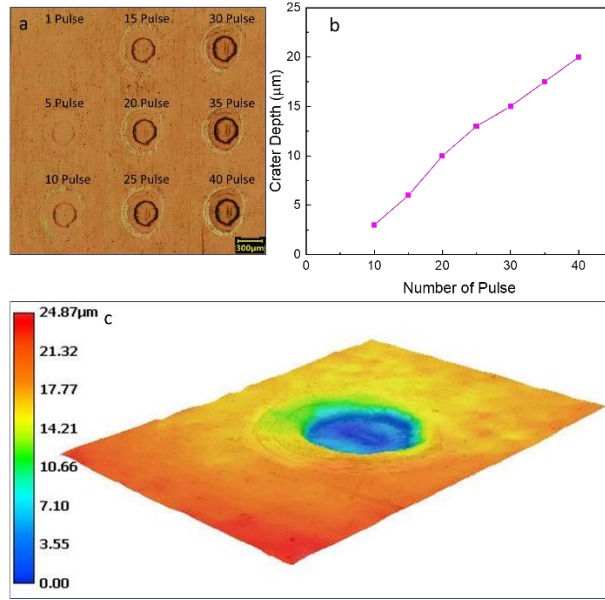 a
1 Pulse 15 Pulse 30 Pulse
5 Pulse 20 Pulse 35 Pulse
10 Pulse 25 Pulse 40 Pulse
300μm
b
25
20
15
10
5
0
0 10 20 30 40
Crater Depth (μm)
Number of Pulse
c
24.87μm
21.32
17.77
14.21
10.66
7.10
3.55
0.00